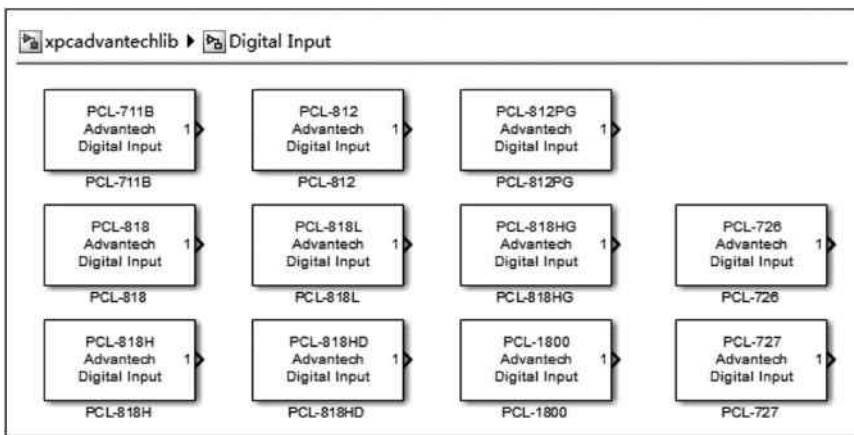 xpcadvantechlib ▶ Digital Input
PCL-711B
Advantech
Digital Input
1
PCL-711B
PCL-812
Advantech
Digital Input
1
PCL-812
PCL-812PG
Advantech
Digital Input
1
PCL-812PG
PCL-818
Advantech
Digital Input
1
PCL-818
PCL-818L
Advantech
Digital Input
1
PCL-818L
PCL-818HG
Advantech
Digital Input
1
PCL-818HG
PCL-726
Advantech
Digital Input
1
PCL-726
PCL-818H
Advantech
Digital Input
1
PCL-818H
PCL-818HD
Advantech
Digital Input
1
PCL-818HD
PCL-1800
Advantech
Digital Input
1
PCL-1800
PCL-727
Advantech
Digital Input
1
PCL-727